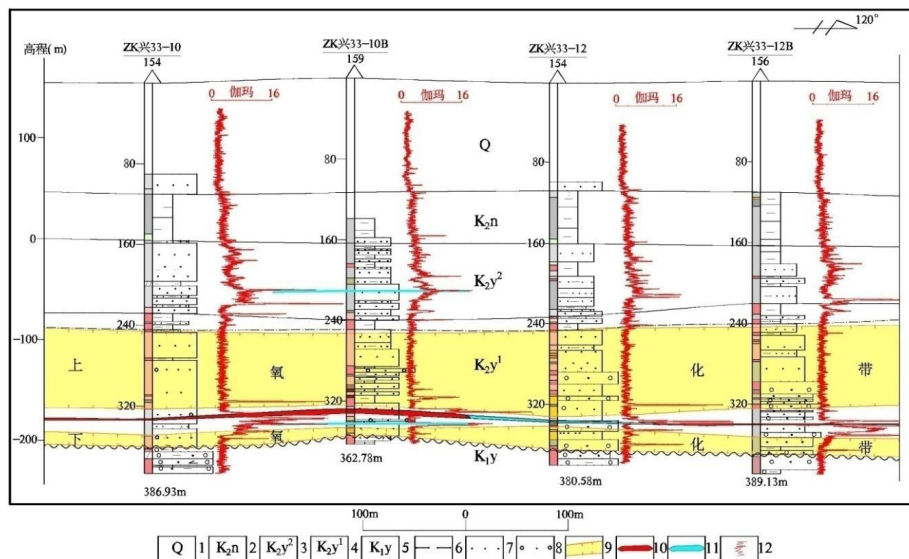 120°
高程( m)
ZK兴33-10
154
ZK兴33-10B
159
ZK兴33-12
154
ZK兴33-12B
156
0 伽玛 16
0 伽玛 16
0 伽玛 16
0 伽玛 16
100
80
80
80
80
Q
K₂n
0
160
160
160
160
K₂y²
240
240
240
240
−100
上 氧 K₂y¹ 化 带
320
320
320
320
−200
下 氧 K₁y 化 带
386.93m
362.78m
380.58m
389.13m
100m 0 100m
Q 1 K₂n 2 K₂y² 3 K₂y¹ 4 K₁y 5 6 7 8 9 10 11 12